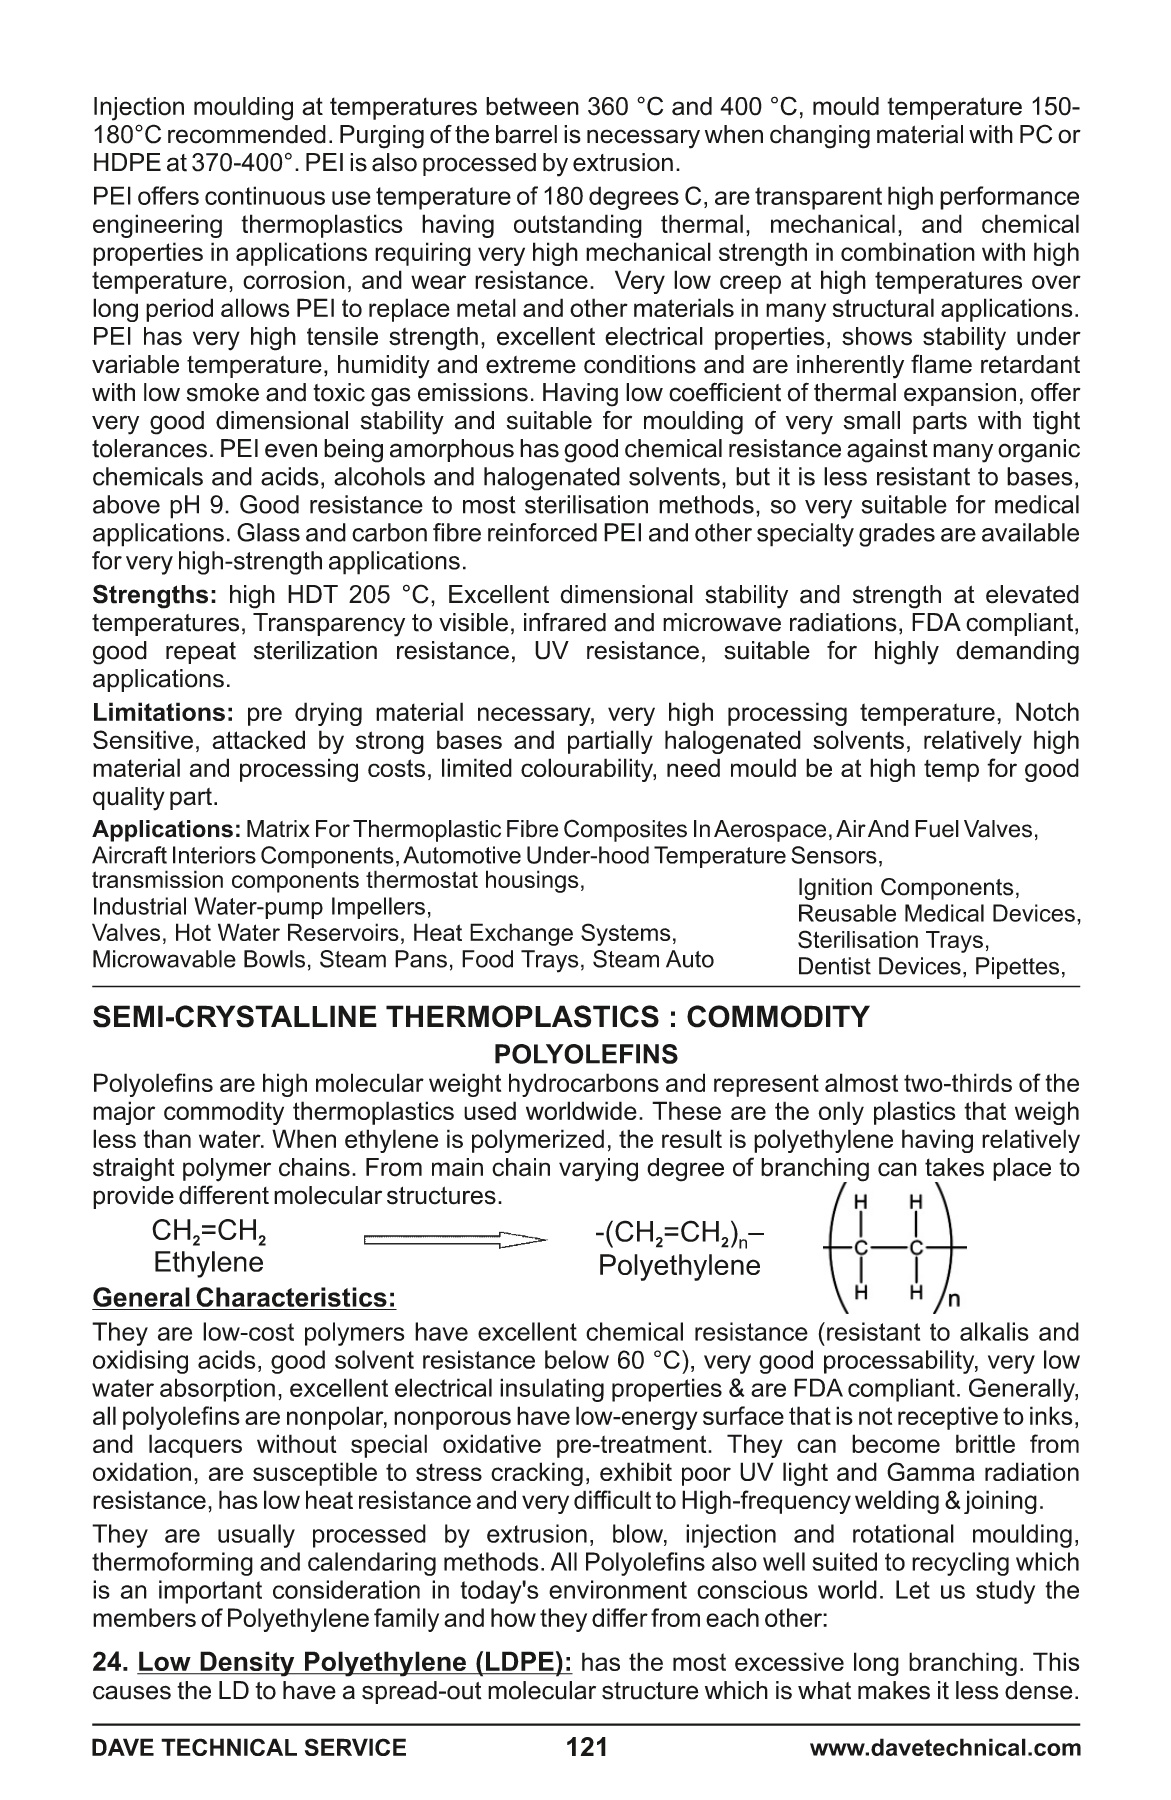 Injection moulding at temperatures between 360 °C and 400 °C, mould temperature 150-
180°C recommended. Purging of the barrel is necessary when changing material with PC or
HDPE at 370-400°. PEI is also processed by extrusion.
PEI offers continuous use temperature of 180 degrees C, are transparent high performance
engineering thermoplastics having outstanding thermal, mechanical, and chemical
properties in applications requiring very high mechanical strength in combination with high
temperature, corrosion, and wear resistance. Very low creep at high temperatures over
long period allows PEI to replace metal and other materials in many structural applications.
PEI has very high tensile strength, excellent electrical properties, shows stability under
variable temperature, humidity and extreme conditions and are inherently flame retardant
with low smoke and toxic gas emissions. Having low coefficient of thermal expansion, offer
very good dimensional stability and suitable for moulding of very small parts with tight
tolerances. PEI even being amorphous has good chemical resistance against many organic
chemicals and acids, alcohols and halogenated solvents, but it is less resistant to bases,
above pH 9. Good resistance to most sterilisation methods, so very suitable for medical
applications. Glass and carbon fibre reinforced PEI and other specialty grades are available
for very high-strength applications.
Strengths: high HDT 205 °C, Excellent dimensional stability and strength at elevated
temperatures, Transparency to visible, infrared and microwave radiations, FDA compliant,
good repeat sterilization resistance, UV resistance, suitable for highly demanding
applications.
Limitations: pre drying material necessary, very high processing temperature, Notch
Sensitive, attacked by strong bases and partially halogenated solvents, relatively high
material and processing costs, limited colourability, need mould be at high temp for good
quality part.
Applications: Matrix For Thermoplastic Fibre Composites In Aerospace, Air And Fuel Valves,
Aircraft Interiors Components, Automotive Under-hood Temperature Sensors,
transmission components thermostat housings,
Industrial Water-pump Impellers,
Valves, Hot Water Reservoirs, Heat Exchange Systems,
Microwavable Bowls, Steam Pans, Food Trays, Steam Auto
Ignition Components,
Reusable Medical Devices,
Sterilisation Trays,
Dentist Devices, Pipettes,
SEMI-CRYSTALLINE THERMOPLASTICS : COMMODITY
POLYOLEFINS
Polyolefins are high molecular weight hydrocarbons and represent almost two-thirds of the
major commodity thermoplastics used worldwide. These are the only plastics that weigh
less than water. When ethylene is polymerized, the result is polyethylene having relatively
straight polymer chains. From main chain varying degree of branching can takes place to
provide different molecular structures.
CH₂=CH₂
Ethylene
-(CH₂=CH₂)ₙ–
Polyethylene
H H
C C
H H n
General Characteristics:
They are low-cost polymers have excellent chemical resistance (resistant to alkalis and
oxidising acids, good solvent resistance below 60 °C), very good processability, very low
water absorption, excellent electrical insulating properties & are FDA compliant. Generally,
all polyolefins are nonpolar, nonporous have low-energy surface that is not receptive to inks,
and lacquers without special oxidative pre-treatment. They can become brittle from
oxidation, are susceptible to stress cracking, exhibit poor UV light and Gamma radiation
resistance, has low heat resistance and very difficult to High-frequency welding & joining.
They are usually processed by extrusion, blow, injection and rotational moulding,
thermoforming and calendaring methods. All Polyolefins also well suited to recycling which
is an important consideration in today's environment conscious world. Let us study the
members of Polyethylene family and how they differ from each other:
24. Low Density Polyethylene (LDPE): has the most excessive long branching. This
causes the LD to have a spread-out molecular structure which is what makes it less dense.
DAVE TECHNICAL SERVICE 121 www.davetechnical.com